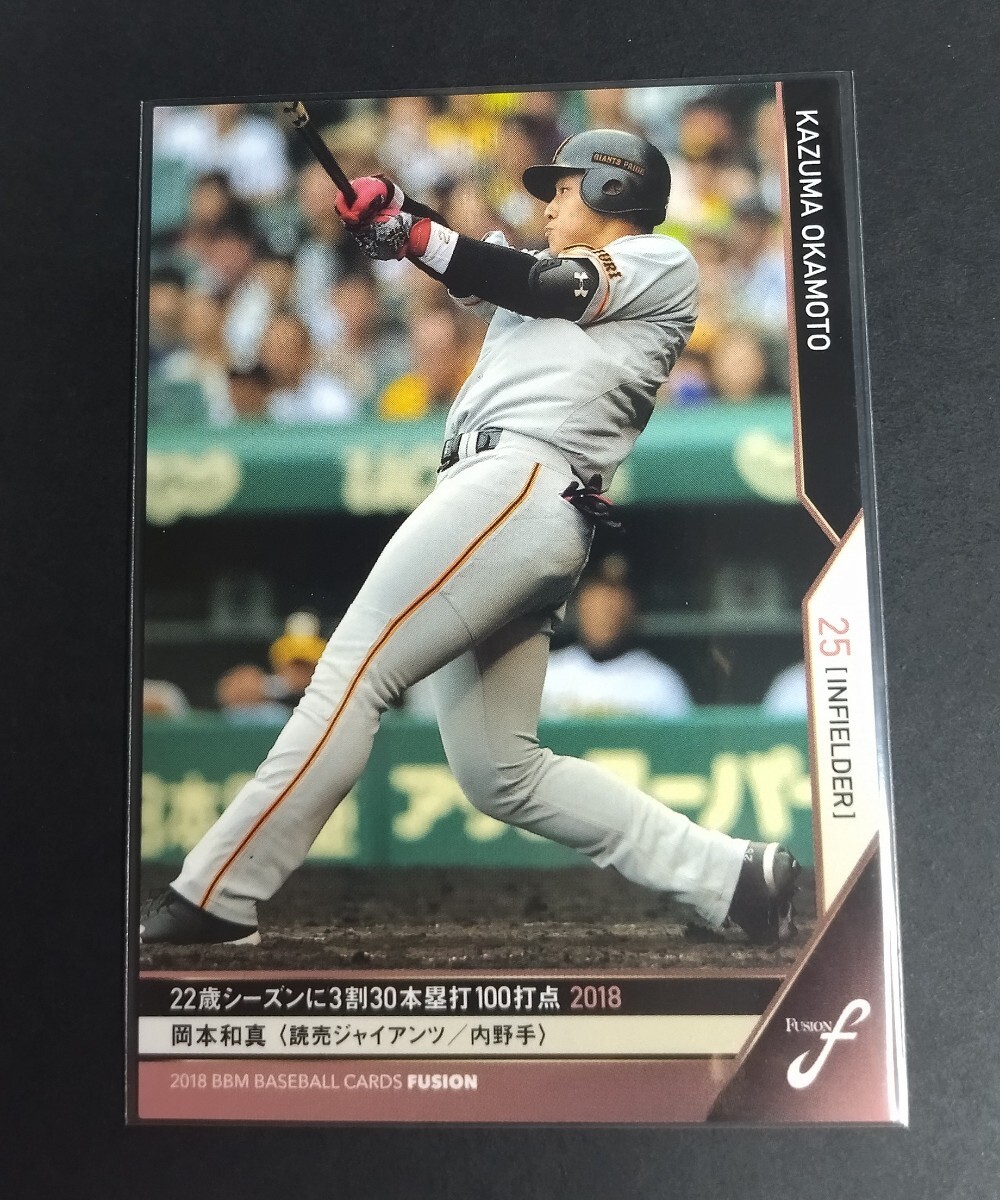 KAZUMA OKAMOTO
25 [INFIELDER]
GIANTS PRIDE
22歳シーズンに3割30本塁打100打点 2018
岡本和真〈読売ジャイアンツ／内野手〉
2018 BBM BASEBALL CARDS FUSION
FUSION f